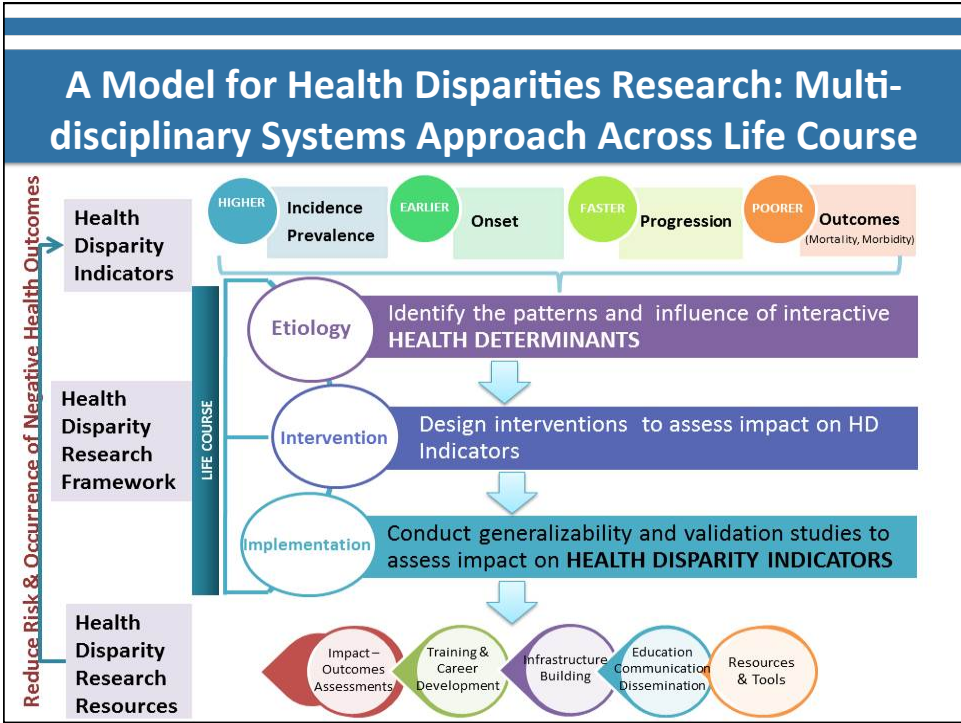 A Model for Health Disparities Research: Multi-
disciplinary Systems Approach Across Life Course
Reduce Risk & Occurrence of Negative Health Outcomes
Health
Disparity
Indicators
HIGHER
Incidence
Prevalence
EARLIER
Onset
FASTER
Progression
POORER
Outcomes
(Mortality, Morbidity)
Health
Disparity
Research
Framework
LIFE COURSE
Etiology
Identify the patterns and influence of interactive
HEALTH DETERMINANTS
Intervention
Design interventions to assess impact on HD
Indicators
Implementation
Conduct generalizability and validation studies to
assess impact on HEALTH DISPARITY INDICATORS
Health
Disparity
Research
Resources
Impact–
Outcomes
Assessments
Training &
Career
Development
Infrastructure
Building
Education
Communication
Dissemination
Resources
& Tools